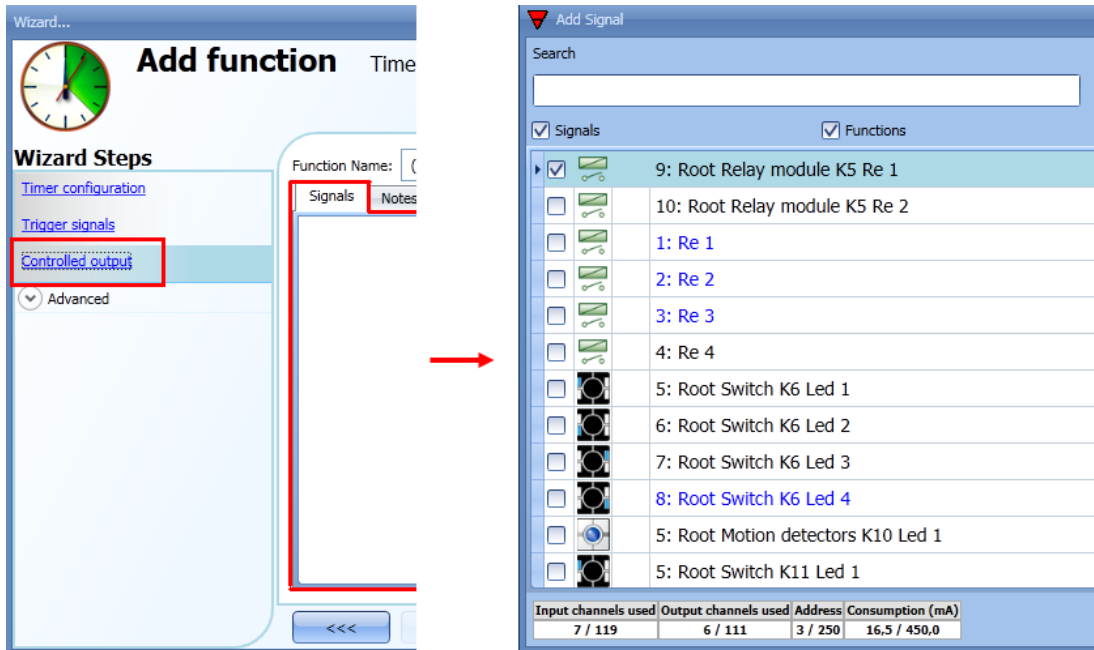 Wizard...
Add function Time
Wizard Steps
Timer configuration
Trigger signals
Controlled output
Advanced
Function Name: (
Signals Notes
<<<
Add Signal
Search
Signals Functions
9: Root Relay module K5 Re 1
10: Root Relay module K5 Re 2
1: Re 1
2: Re 2
3: Re 3
4: Re 4
5: Root Switch K6 Led 1
6: Root Switch K6 Led 2
7: Root Switch K6 Led 3
8: Root Switch K6 Led 4
5: Root Motion detectors K10 Led 1
5: Root Switch K11 Led 1
Input channels used Output channels used Address Consumption (mA)
7 / 119 6 / 111 3 / 250 16,5 / 450,0